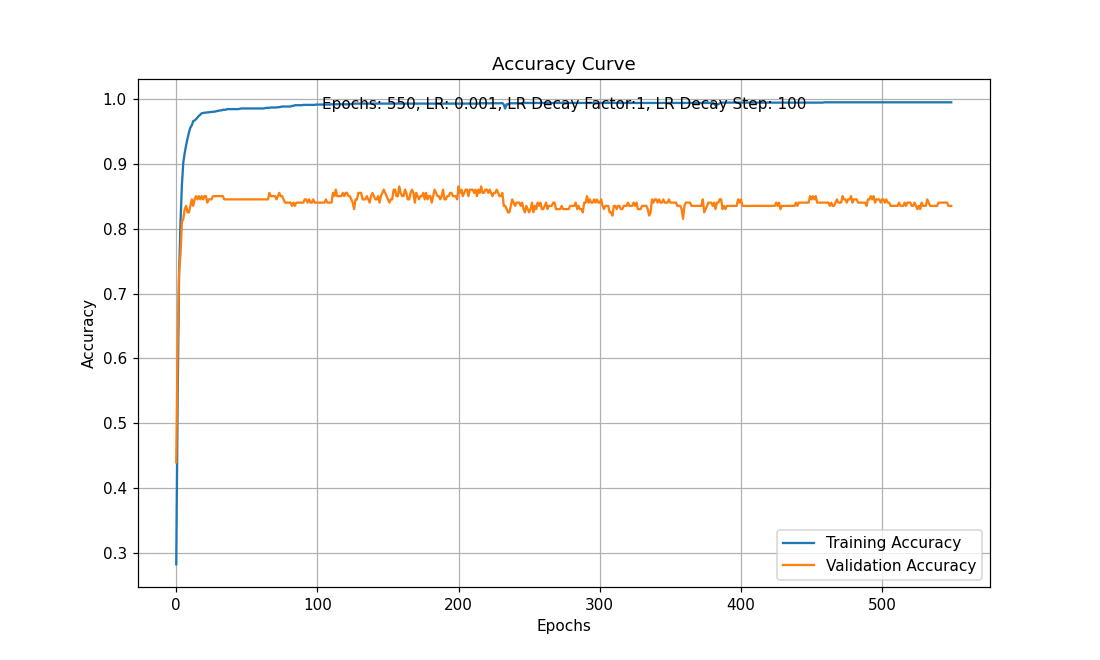 Accuracy Curve
Epochs: 550, LR: 0.001, LR Decay Factor:1, LR Decay Step: 100
1.0
0.9
0.8
0.7
0.6
0.5
0.4
0.3
Accuracy
Training Accuracy
Validation Accuracy
0 100 200 300 400 500
Epochs